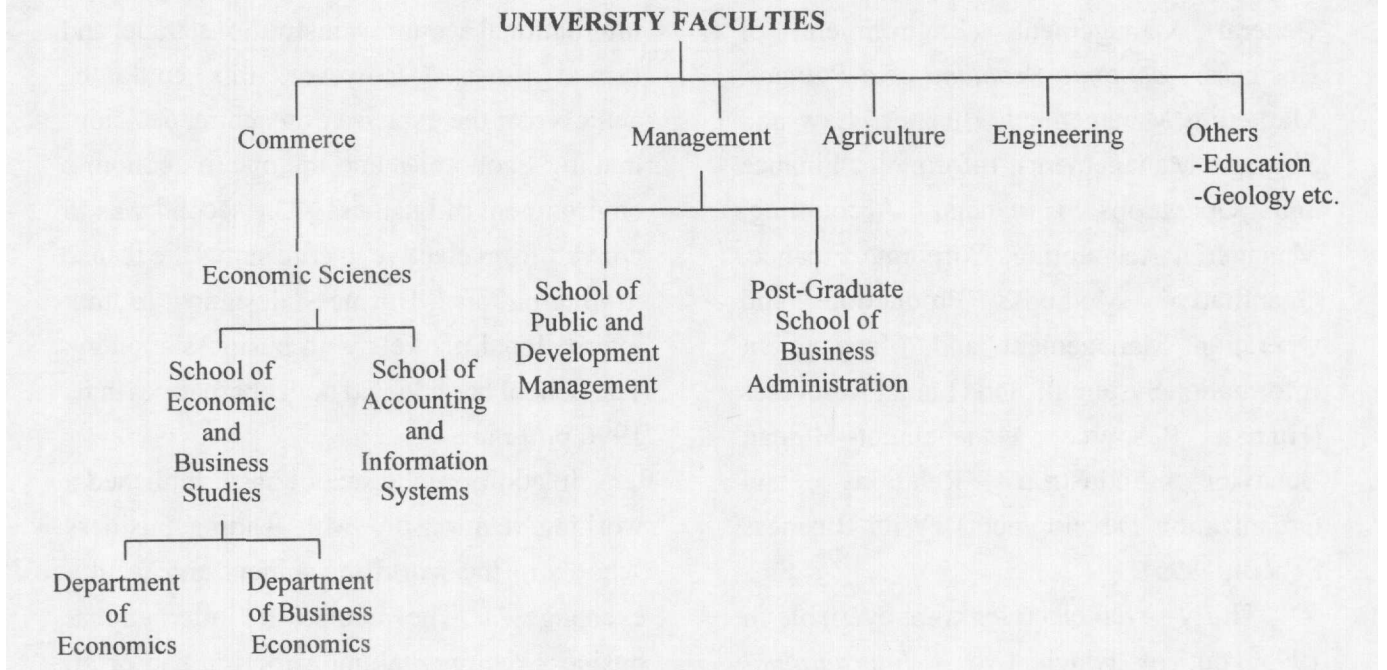 UNIVERSITY FACULTIES
Commerce
Management
Agriculture
Engineering
Others
-Education
-Geology etc.
Economic Sciences
School of
Public and
Development
Management
Post-Graduate
School of
Business
Administration
School of
Economic
and
Business
Studies
School of
Accounting
and
Information
Systems
Department
of
Economics
Department
of Business
Economics